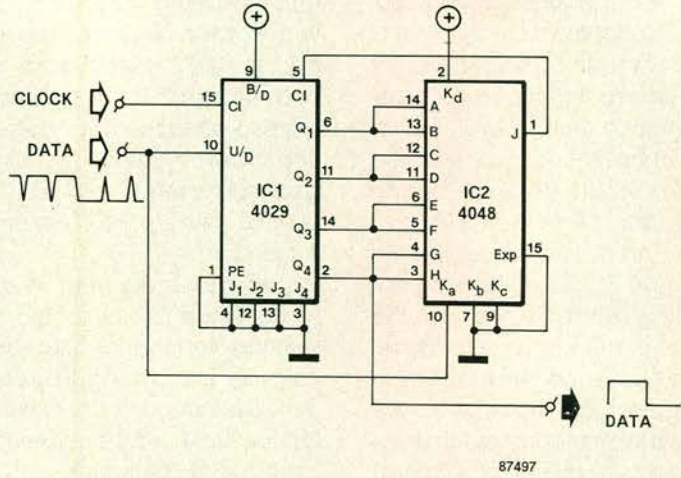 CLOCK
DATA
15
10
9
5
B/D
CI
CI
U/D
IC1
4029
Q1 6
Q2 11
Q3 14
Q4 2
1
PE
J1 J2 J3 J4
4 12 13 3
2
Kd
14 A
13 B
12 C
11 D
6 E
5 F
4 G
3 H
IC2
4048
J 1
Exp 15
Ka Kb Kc
10 7 9
DATA
87497